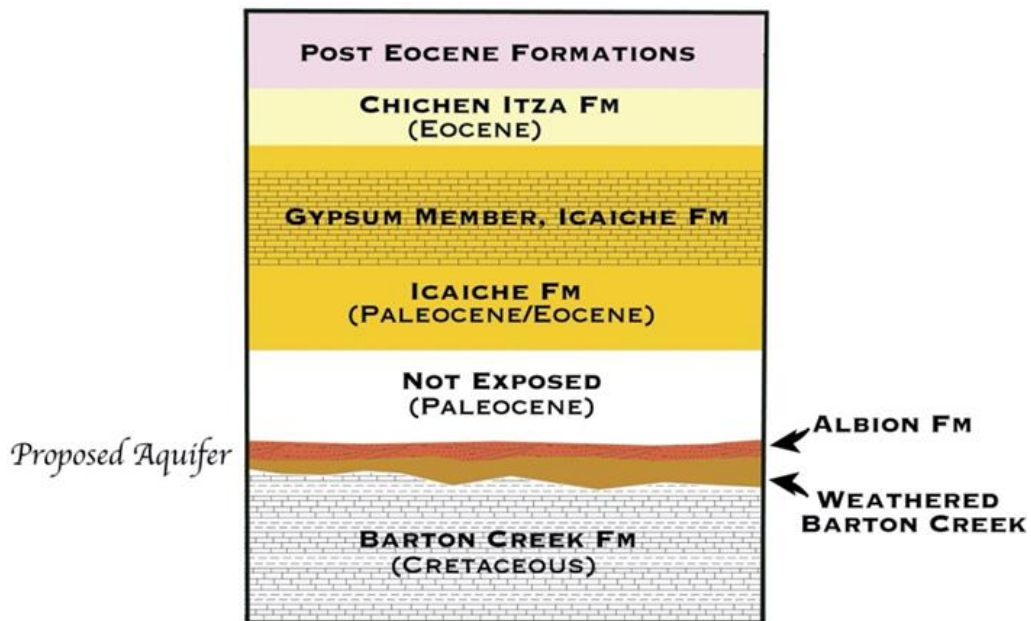 POST EOCENE FORMATIONS
CHICHEN ITZA FM
(EOCENE)
GYPSUM MEMBER, ICAICHE FM
ICAICHE FM
(PALEOCENE/EOCENE)
NOT EXPOSED
(PALEOCENE)
ALBION FM
Proposed Aquifer
WEATHERED
BARTON CREEK
BARTON CREEK FM
(CRETACEOUS)